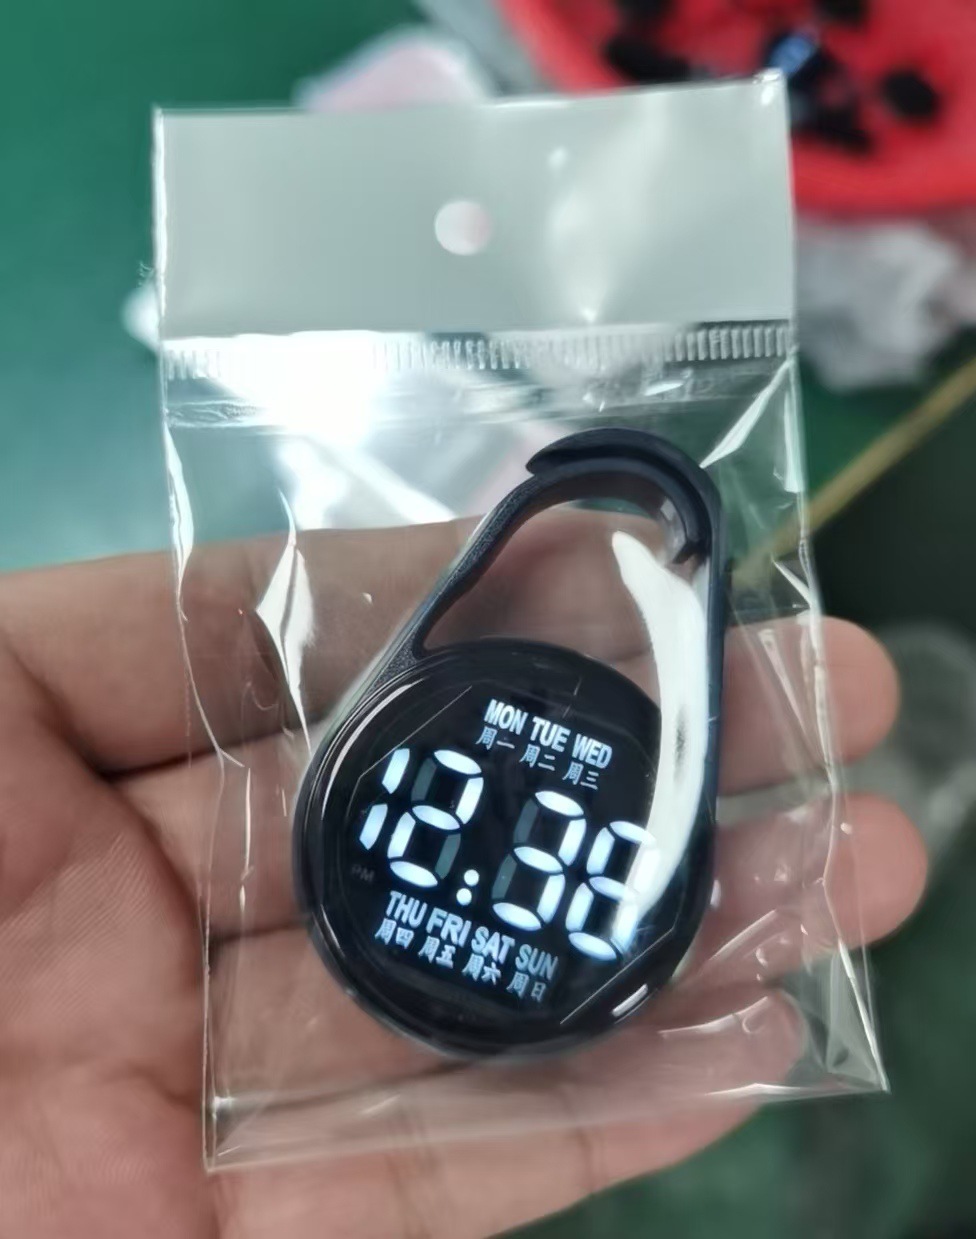 MON TUE WED
周一 周二 周三
12:38
PM
THU FRI SAT SUN
周四 周五 周六 周日